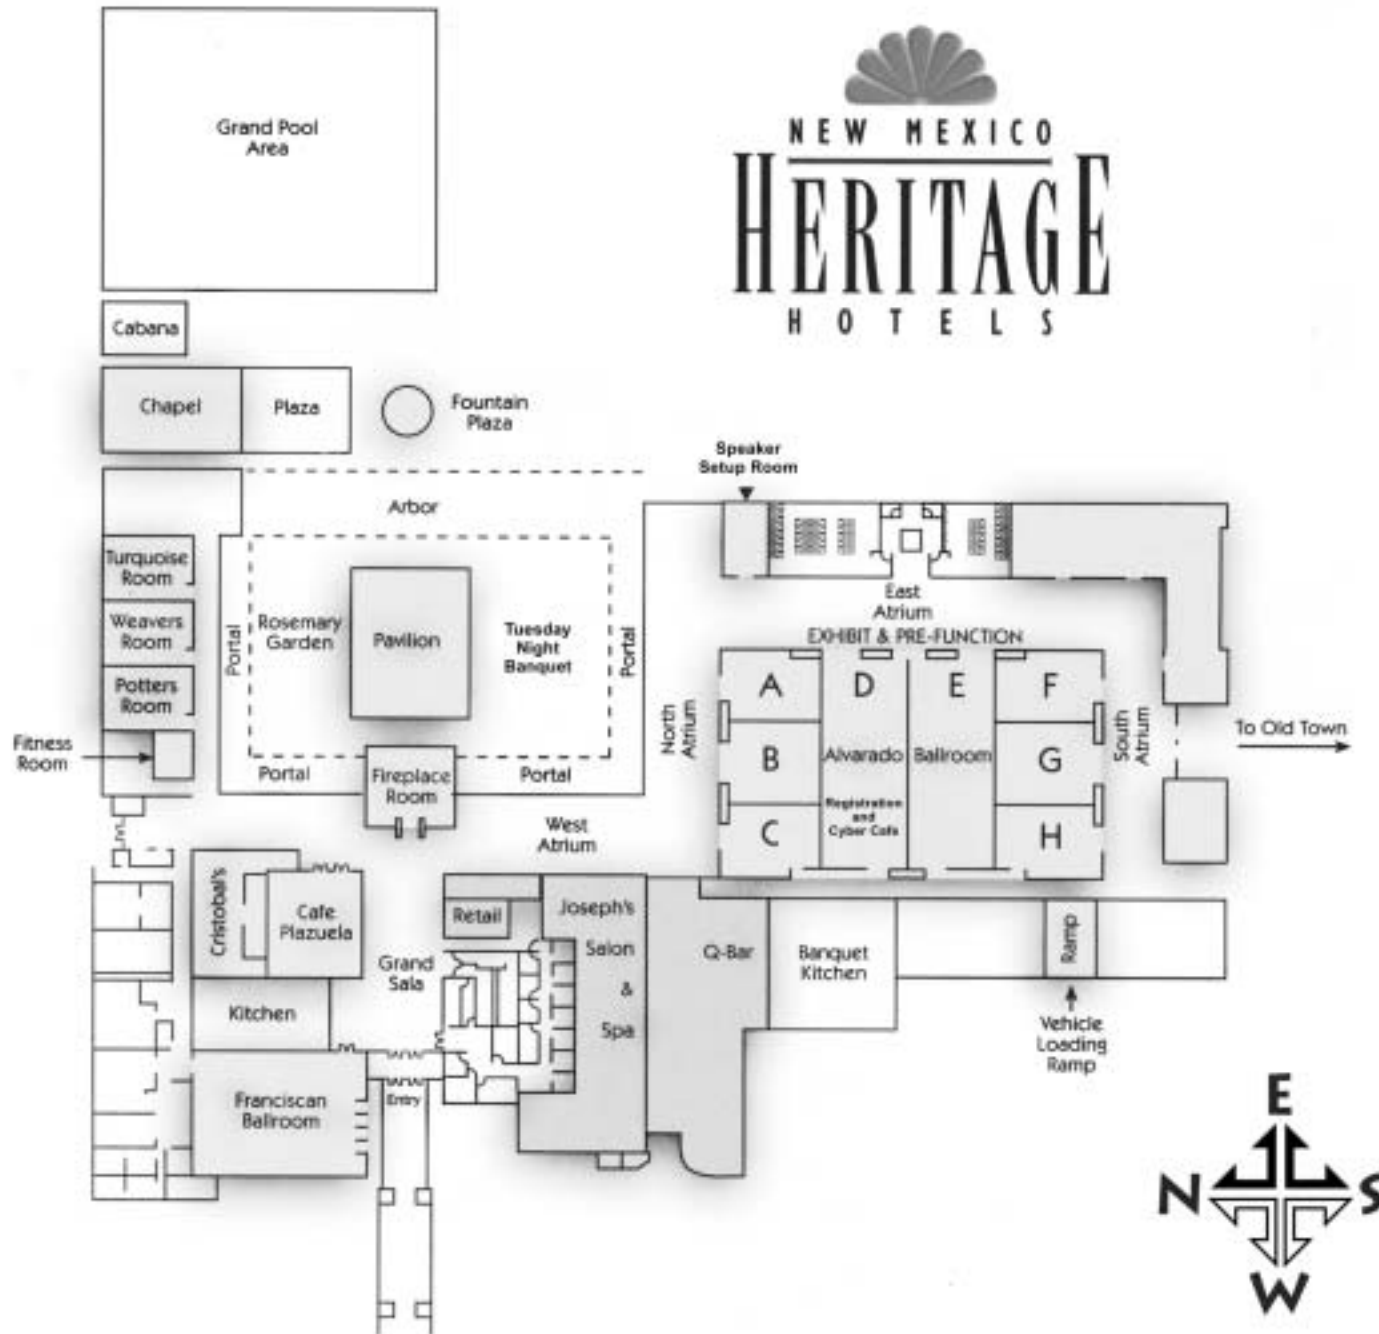 NEW MEXICO
HERITAGE
HOTELS
Grand Pool
Area
Cabana
Chapel
Plaza
Fountain
Plaza
Speaker
Setup Room
Arbor
Turquoise
Room
Weavers
Room
Potters
Room
Fitness
Room
Portal
Rosemary
Garden
Pavilion
Tuesday
Night
Banquet
Portal
Portal
Fireplace
Room
Portal
East
Atrium
EXHIBIT & PRE-FUNCTION
North
Atrium
A
B
C
D
E
F
G
H
Alvarado
Ballroom
Registration
and
Cyber Cafe
South
Atrium
To Old Town
West
Atrium
Cristobal's
Cafe
Plazuela
Kitchen
Franciscan
Ballroom
Grand
Sala
Entry
Retail
Joseph's
Salon
&
Spa
Q-Bar
Banquet
Kitchen
Ramp
Vehicle
Loading
Ramp
E
N
S
W